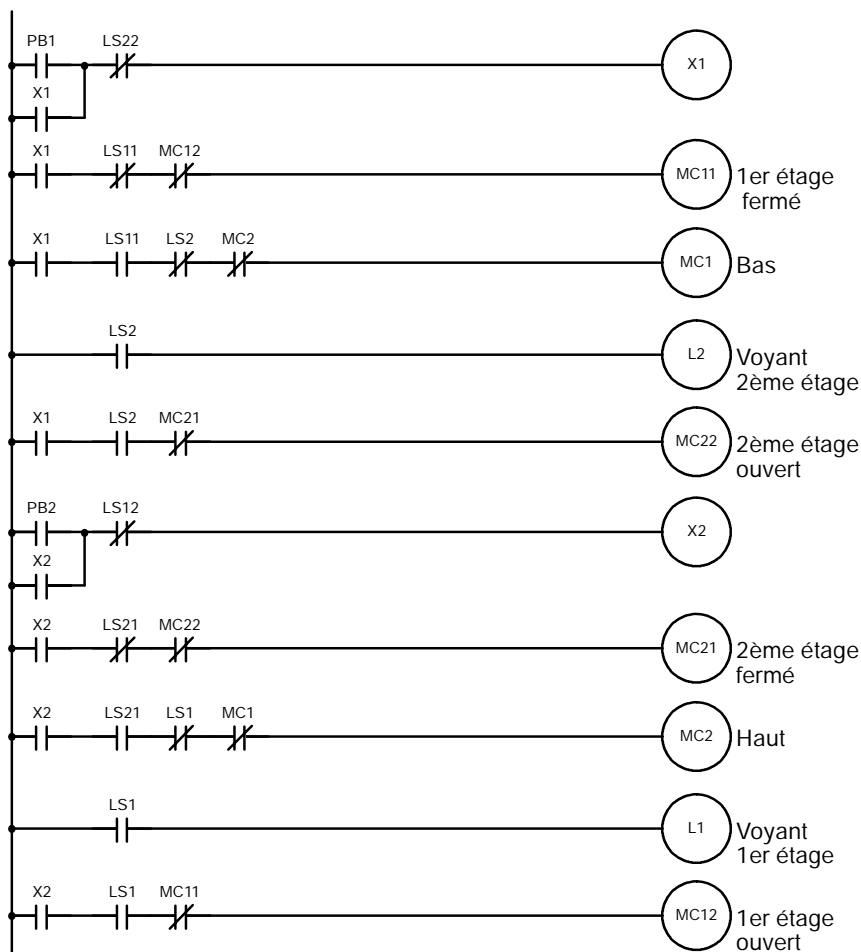 PB1 LS22
X1
X1
X1 LS11 MC12
MC11 1er étage
fermé
X1 LS11 LS2 MC2
MC1 Bas
LS2
L2 Voyant
2ème étage
X1 LS2 MC21
MC22 2ème étage
ouvert
PB2 LS12
X2
X2
X2 LS21 MC22
MC21 2ème étage
fermé
X2 LS21 LS1 MC1
MC2 Haut
LS1
L1 Voyant
1er étage
X2 LS1 MC11
MC12 1er étage
ouvert